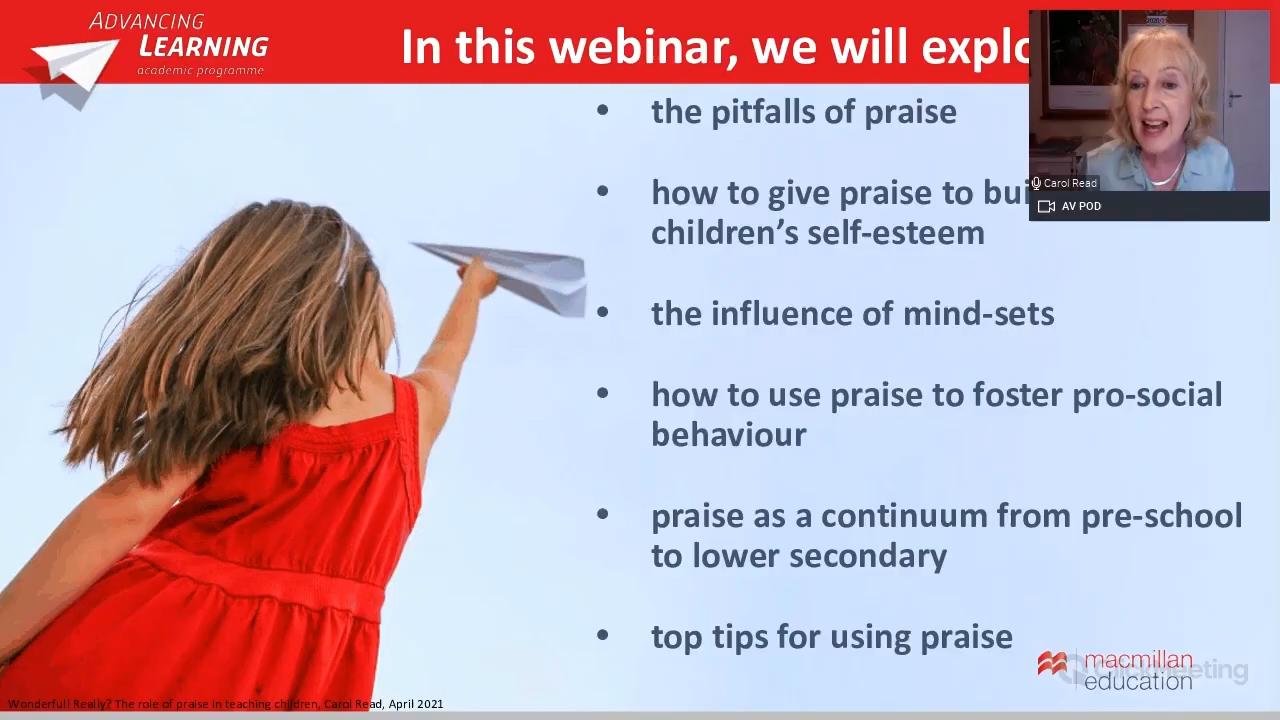 ADVANCING
LEARNING
academic programme
In this webinar, we will explo
• the pitfalls of praise
• how to give praise to bui
children's self-esteem
• the influence of mind-sets
• how to use praise to foster pro-social
behaviour
• praise as a continuum from pre-school
to lower secondary
• top tips for using praise
Carol Read
AV POD
macmillan
education
ClickMeeting
Wonderful! Really? The role of praise in teaching children, Carol Read, April 2021